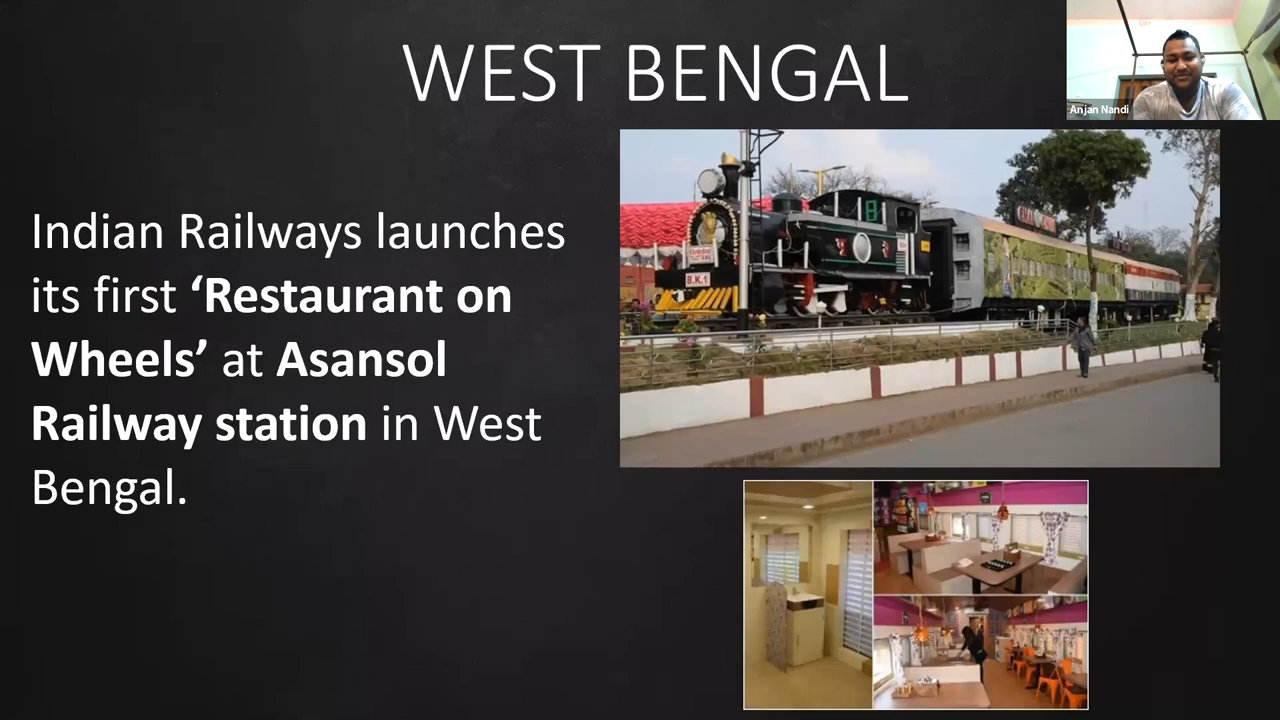 WEST BENGAL
Anjan Nandi
Indian Railways launches
its first ‘Restaurant on
Wheels’ at Asansol
Railway station in West
Bengal.
B.K.1